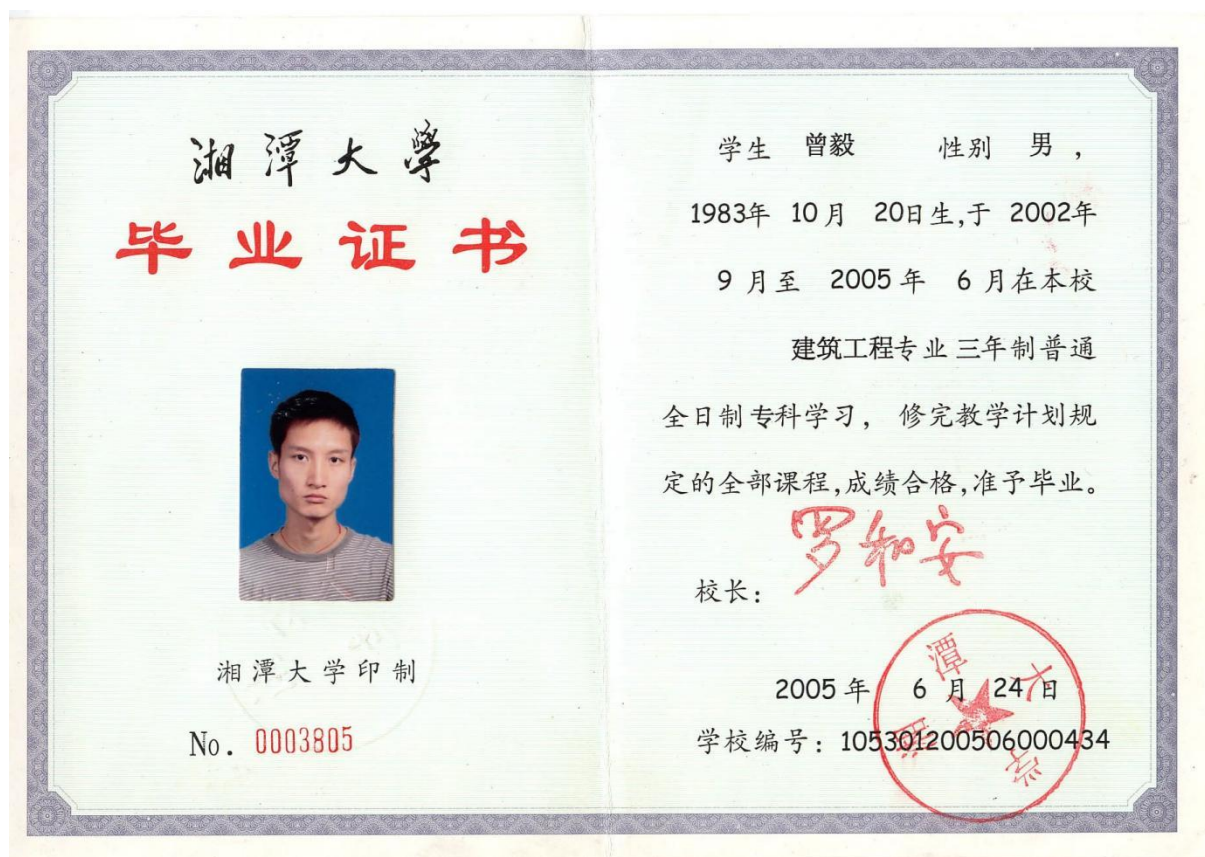 湘潭大學
毕业证书
湘潭大学印制
No. 0003805
学生 曾毅 性别 男，
1983年 10月 20日生,于 2002年
9 月至 2005 年 6 月在本校
建筑工程专业 三年制普通
全日制专科学习， 修完教学计划规
定的全部课程,成绩合格,准予毕业。
校长：罗和安
2005 年 6 月 24 日
学校编号：105301200506000434
湘潭大学